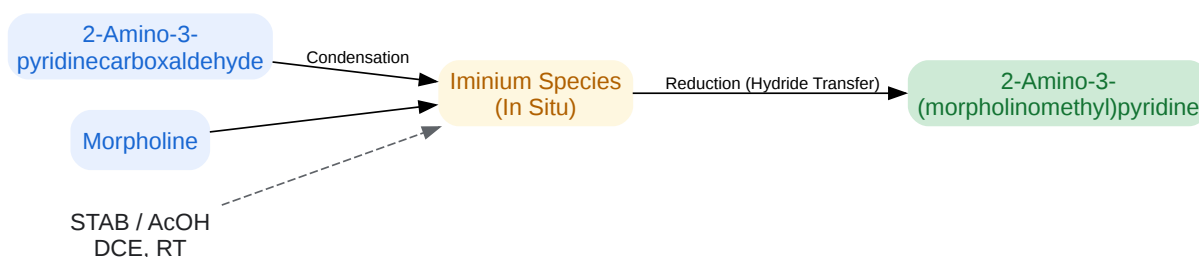 2-Amino-3-
pyridinecarboxaldehyde
Condensation
Morpholine
STAB / AcOH
DCE, RT
Iminium Species
(In Situ)
Reduction (Hydride Transfer)
2-Amino-3-
(morpholinomethyl)pyridine